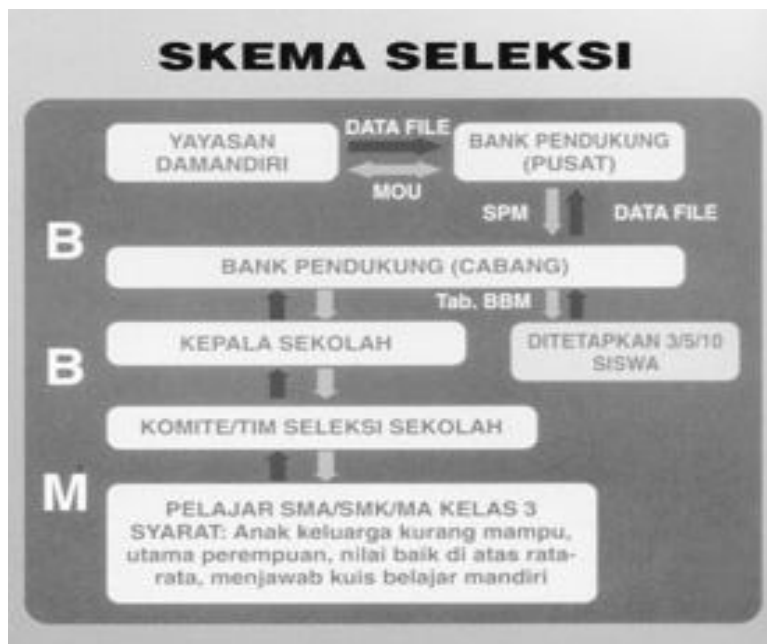 SKEMA SELEKSI
YAYASAN
DAMANDIRI
DATA FILE
MOU
BANK PENDUKUNG
(PUSAT)
SPM
DATA FILE
B
BANK PENDUKUNG (CABANG)
Tab. BBM
B
KEPALA SEKOLAH
DITETAPKAN 3/5/10
SISWA
KOMITE/TIM SELEKSI SEKOLAH
M
PELAJAR SMA/SMK/MA KELAS 3
SYARAT: Anak keluarga kurang mampu,
utama perempuan, nilai baik di atas rata-
rata, menjawab kuis belajar mandiri